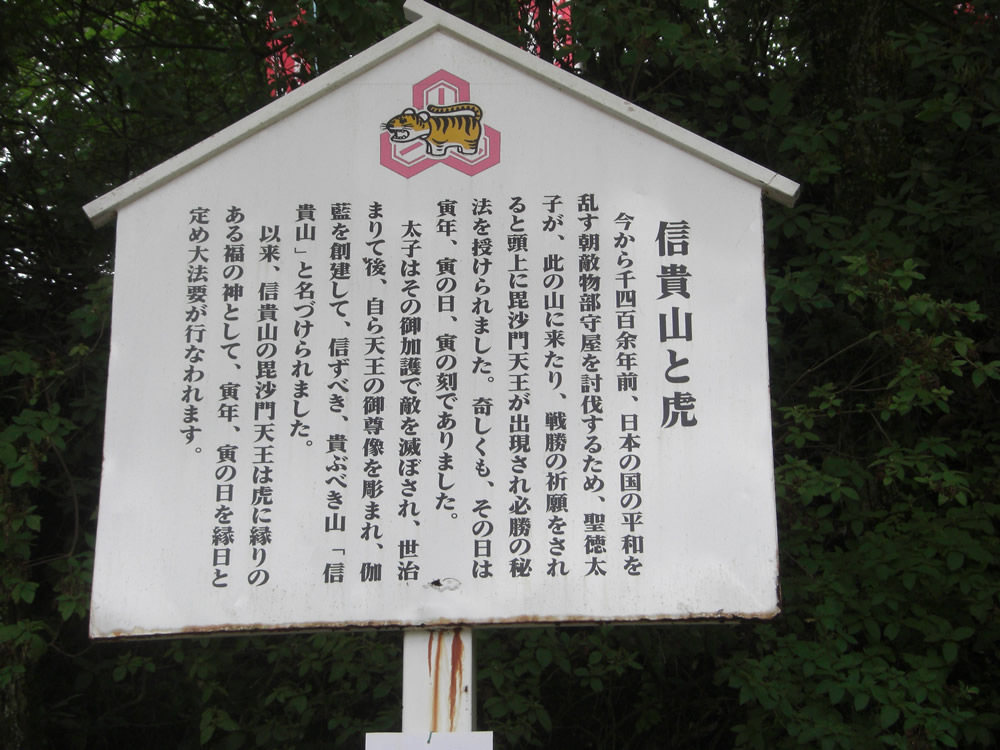 信貴山と虎
今から千四百余年前、日本の国の平和を
乱す朝敵物部守屋を討伐するため、聖徳太
子が、此の山に来たり、戦勝の祈願をされ
ると頭上に毘沙門天王が出現され必勝の秘
法を授けられました。奇しくも、その日は
寅年、寅の日、寅の刻でありました。
太子はその御加護で敵を滅ぼされ、世治
まりて後、自ら天王の御尊像を彫まれ、伽
藍を創建して、信ずべき、貴ぶべき山「信
貴山」と名づけられました。
以来、信貴山の毘沙門天王は虎に縁りの
ある福の神として、寅年、寅の日を縁日と
定め大法要が行なわれます。